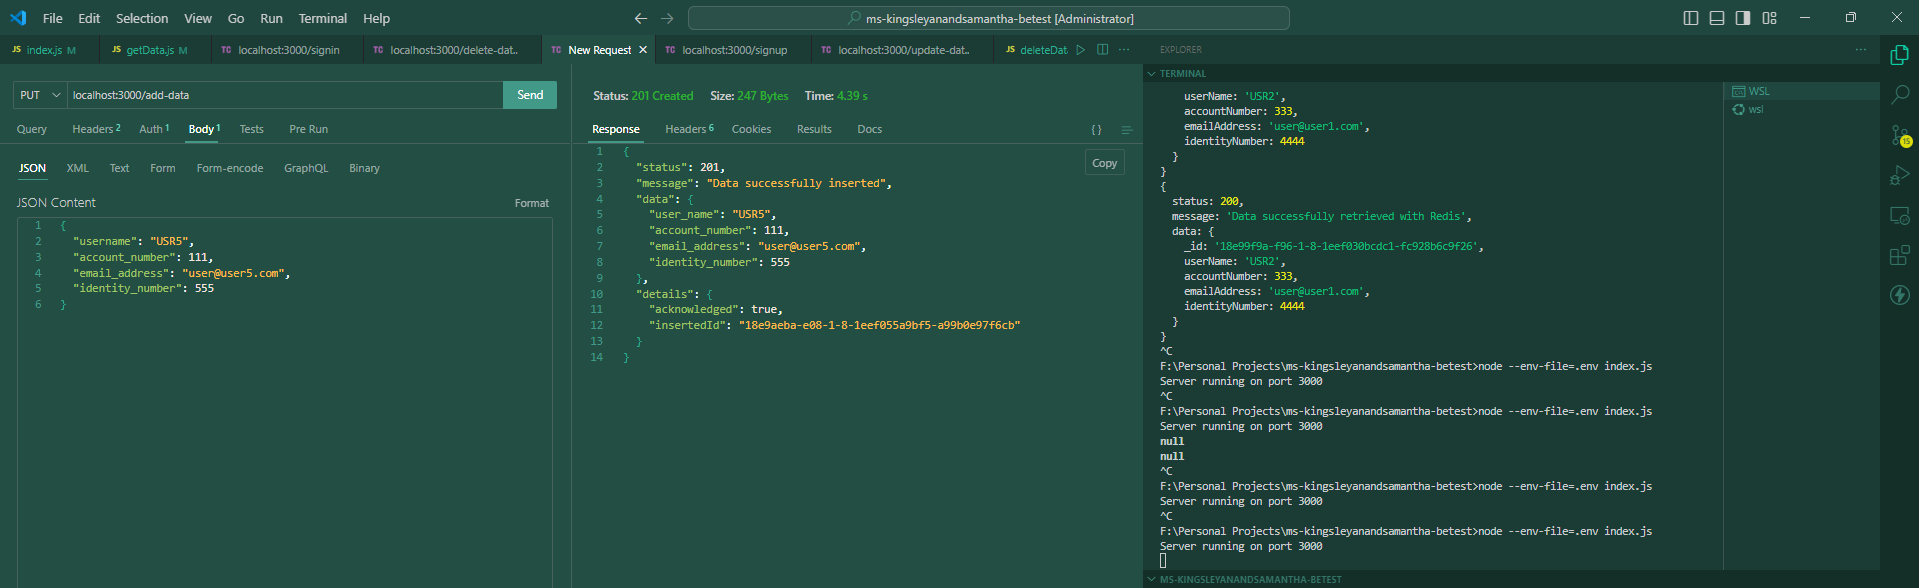 File Edit Selection View Go Run Terminal Help
ms-kingsleyanandsamantha-betest [Administrator]
JS index.js M
JS getData.js M
TC localhost:3000/signin
TC localhost:3000/delete-dat..
TC New Request
TC localhost:3000/signup
TC localhost:3000/update-dat..
JS deleteDat
PUT localhost:3000/add-data Send
Query Headers 2 Auth 1 Body 1 Tests Pre Run
JSON XML Text Form Form-encode GraphQL Binary
JSON Content Format
1 {
2 "username": "USR5",
3 "account_number": 111,
4 "email_address": "user@user5.com",
5 "identity_number": 555
6 }
Status: 201 Created Size: 247 Bytes Time: 4.39 s
Response Headers 6 Cookies Results Docs { }
Copy
1 {
2 "status": 201,
3 "message": "Data successfully inserted",
4 "data": {
5 "user_name": "USR5",
6 "account_number": 111,
7 "email_address": "user@user5.com",
8 "identity_number": 555
9 },
10 "details": {
11 "acknowledged": true,
12 "insertedId": "18e9aeba-e08-1-8-1eef055a9bf5-a99b0e97f6cb"
13 }
14 }
EXPLORER
TERMINAL
userName: 'USR2',
accountNumber: 333,
emailAddress: 'user@user1.com',
identityNumber: 4444
}
}
{
status: 200,
message: 'Data successfully retrieved with Redis',
data: {
_id: '18e99f9a-f96-1-8-1eef030bcdc1-fc928b6c9f26',
userName: 'USR2',
accountNumber: 333,
emailAddress: 'user@user1.com',
identityNumber: 4444
}
}
^C
F:\Personal Projects\ms-kingsleyanandsamantha-betest>node --env-file=.env index.js
Server running on port 3000
^C
F:\Personal Projects\ms-kingsleyanandsamantha-betest>node --env-file=.env index.js
Server running on port 3000
null
null
^C
F:\Personal Projects\ms-kingsleyanandsamantha-betest>node --env-file=.env index.js
Server running on port 3000
^C
F:\Personal Projects\ms-kingsleyanandsamantha-betest>node --env-file=.env index.js
Server running on port 3000
WSL
wsl
15
MS-KINGSLEYANANDSAMANTHA-BETEST